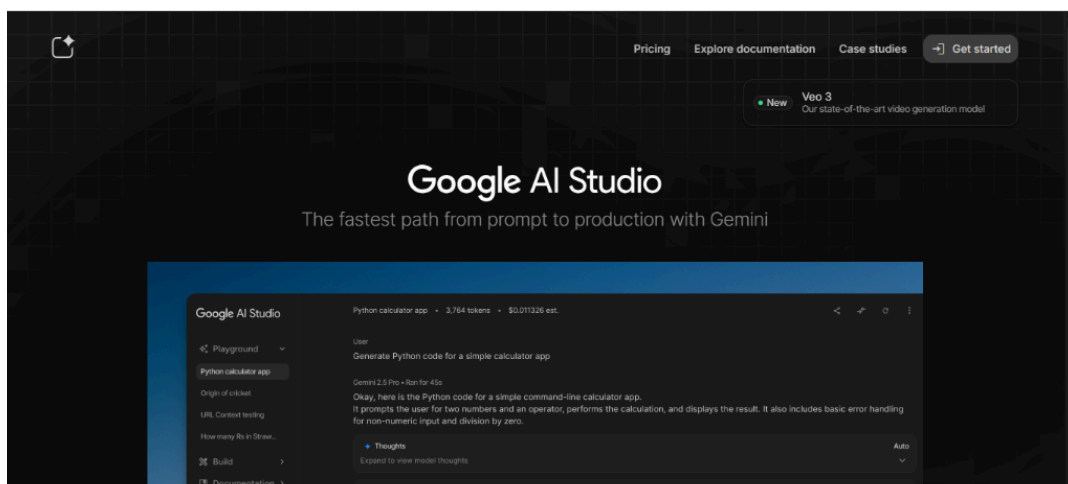 Pricing
Explore documentation
Case studies
Get started
New
Veo 3
Our state-of-the-art video generation model
Google AI Studio
The fastest path from prompt to production with Gemini
Google AI Studio
Playground
Python calculator app
Origin of cricket
URL Context testing
How many Rs in Straw...
Build
Documentation
Python calculator app • 3,764 tokens • $0.011326 est.
User
Generate Python code for a simple calculator app
Gemini 2.5 Pro • Ran for 45s
Okay, here is the Python code for a simple command-line calculator app.
It prompts the user for two numbers and an operator, performs the calculation, and displays the result. It also includes basic error handling
for non-numeric input and division by zero.
Thoughts
Auto
Expand to view model thoughts